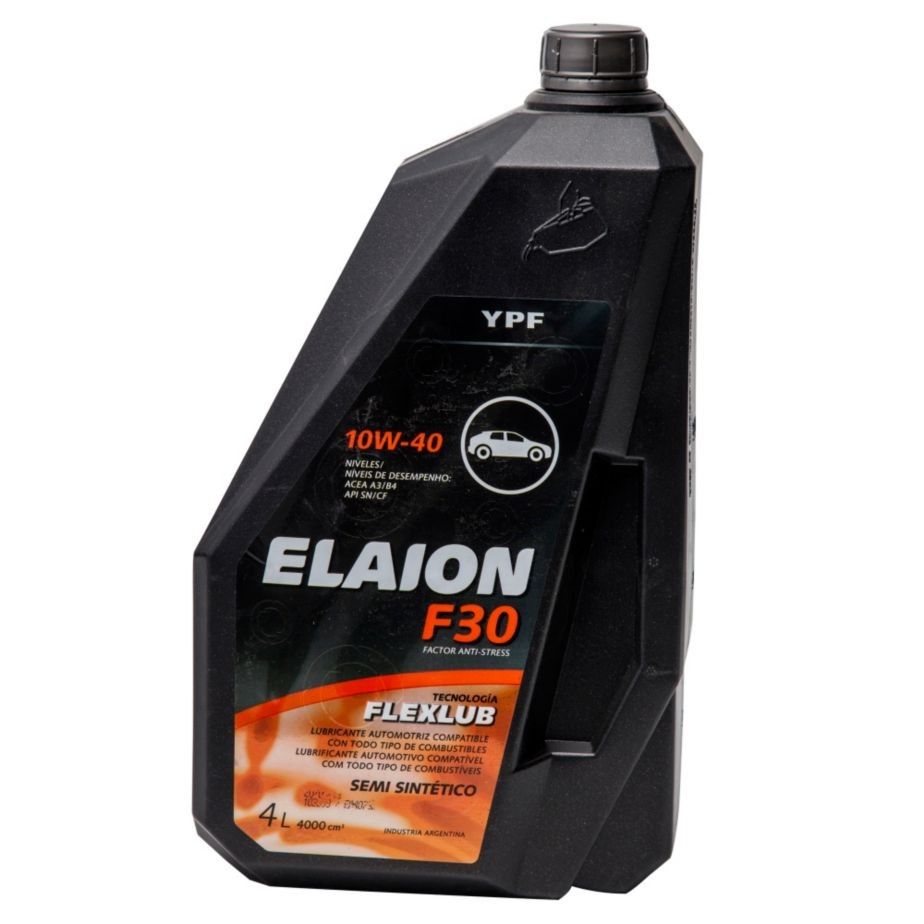 YPF
10W-40
NIVELES/
NÍVEIS DE DESEMPENHO:
ACEA A3/B4
API SN/CF
ELAION
F30
FACTOR ANTI-STRESS
TECNOLOGÍA
FLEXLUB
LUBRICANTE AUTOMOTRIZ COMPATIBLE
CON TODO TIPO DE COMBUSTIBLES
LUBRIFICANTE AUTOMOTIVO COMPATÍVEL
COM TODO TIPO DE COMBUSTÍVEIS
SEMI SINTÉTICO
4L 4000 cm³
INDUSTRIA ARGENTINA